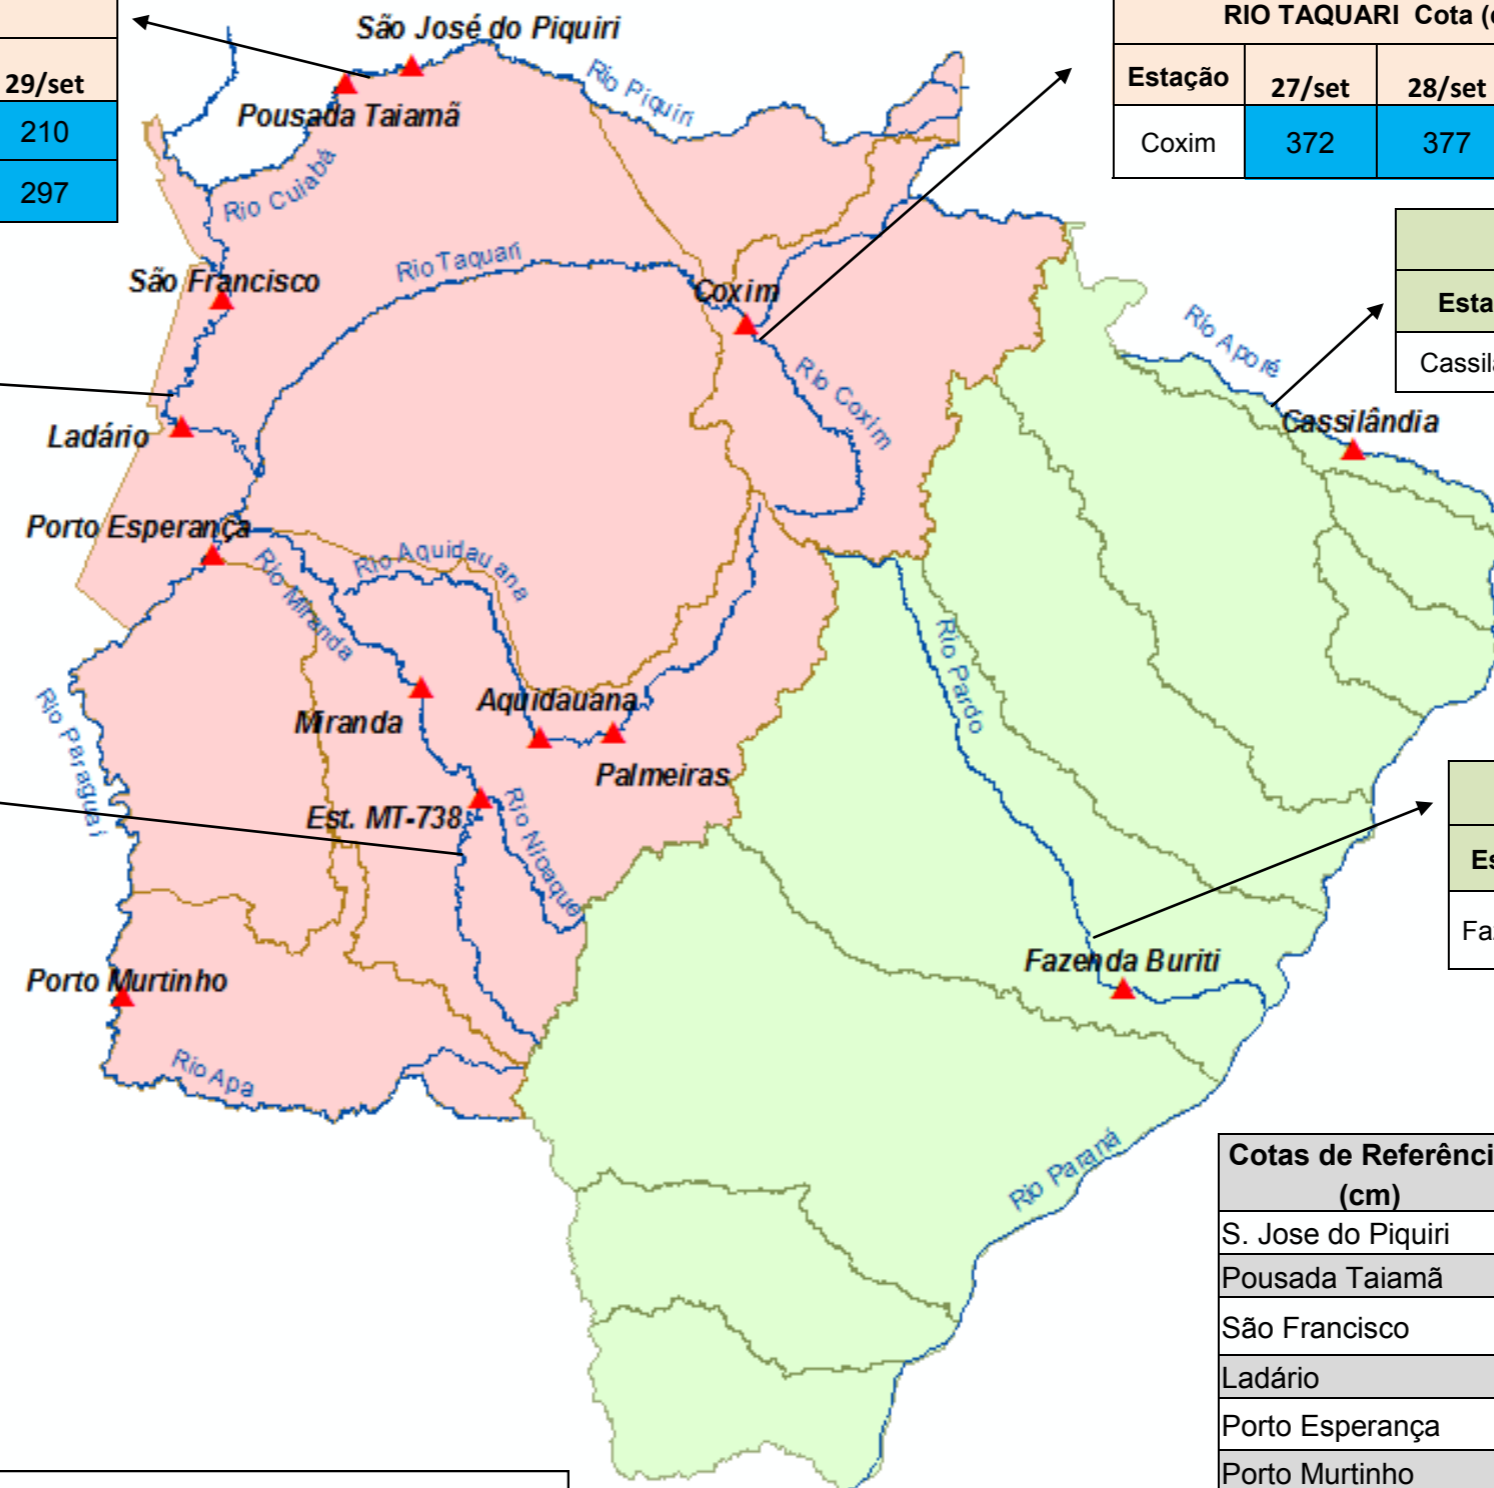 RIO TAQUARI Cota (c
Estação 27/set 28/set
Coxim 372 377
29/set
210
297
São José do Piquiri
Pousada Taiamã
Rio Piquiri
Rio Cuiabá
São Francisco
Rio Taquari
Coxim
Rio Coxim
Esta
Cassila
Rio Aporé
Cassilândia
Ladário
Porto Esperança
Rio Miranda
Rio Aquidauana
Rio Pardo
Rio Paraguai
Miranda
Aquidauana
Palmeiras
Est. MT-738
Rio Nioaque
Es
Faz
Fazenda Buriti
Porto Murtinho
Rio Apa
Rio Paraná
Cotas de Referênci
(cm)
S. Jose do Piquiri
Pousada Taiamã
São Francisco
Ladário
Porto Esperança
Porto Murtinho